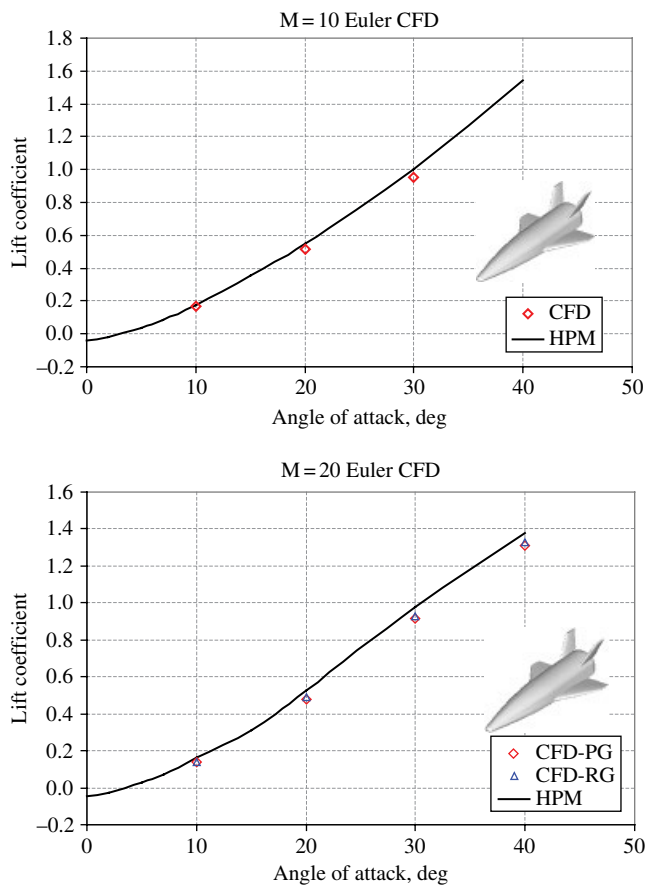 M = 10 Euler CFD
1.8
1.6
1.4
1.2
1.0
0.8
0.6
0.4
0.2
0.0
–0.2
Lift coefficient
0 10 20 30 40 50
Angle of attack, deg
CFD
HPM
M = 20 Euler CFD
1.6
1.4
1.2
1.0
0.8
0.6
0.4
0.2
0.0
–0.2
Lift coefficient
0 10 20 30 40 50
Angle of attack, deg
CFD-PG
CFD-RG
HPM